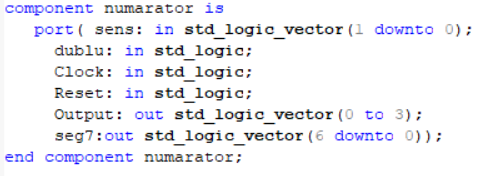 component numarator is
port( sens: in std_logic_vector(1 downto 0);
dublu: in std_logic;
Clock: in std_logic;
Reset: in std_logic;
Output: out std_logic_vector(0 to 3);
seg7:out std_logic_vector(6 downto 0));
end component numarator;